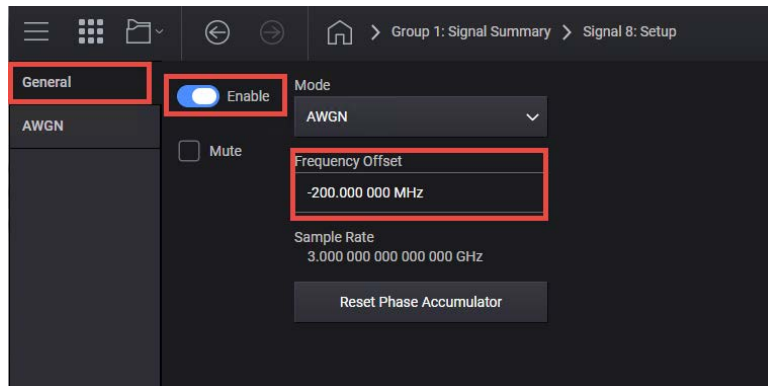 Group 1: Signal Summary > Signal 8: Setup
General
AWGN
Enable
Mute
Mode
AWGN
Frequency Offset
-200.000 000 MHz
Sample Rate
3.000 000 000 000 000 GHz
Reset Phase Accumulator